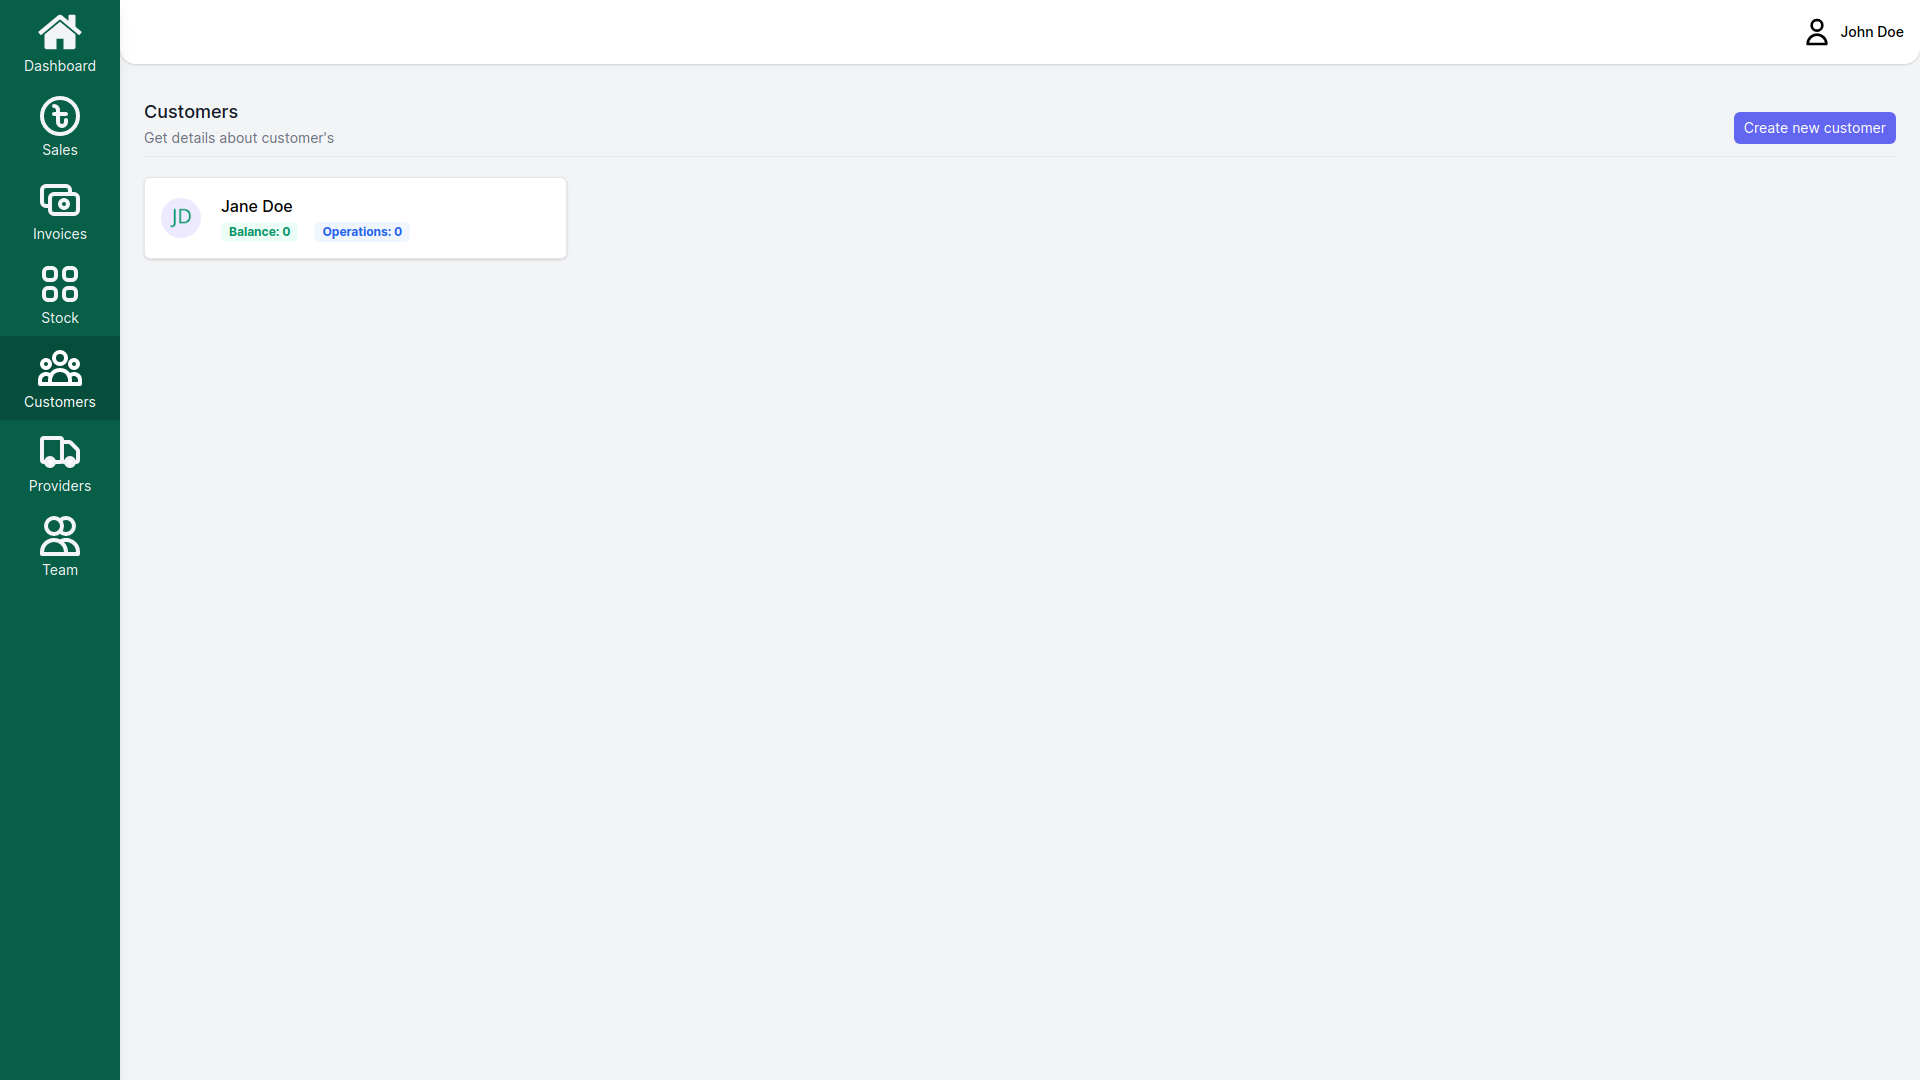 Dashboard
Sales
Invoices
Stock
Customers
Providers
Team
John Doe
Customers
Get details about customer's
Create new customer
JD
Jane Doe
Balance: 0 Operations: 0